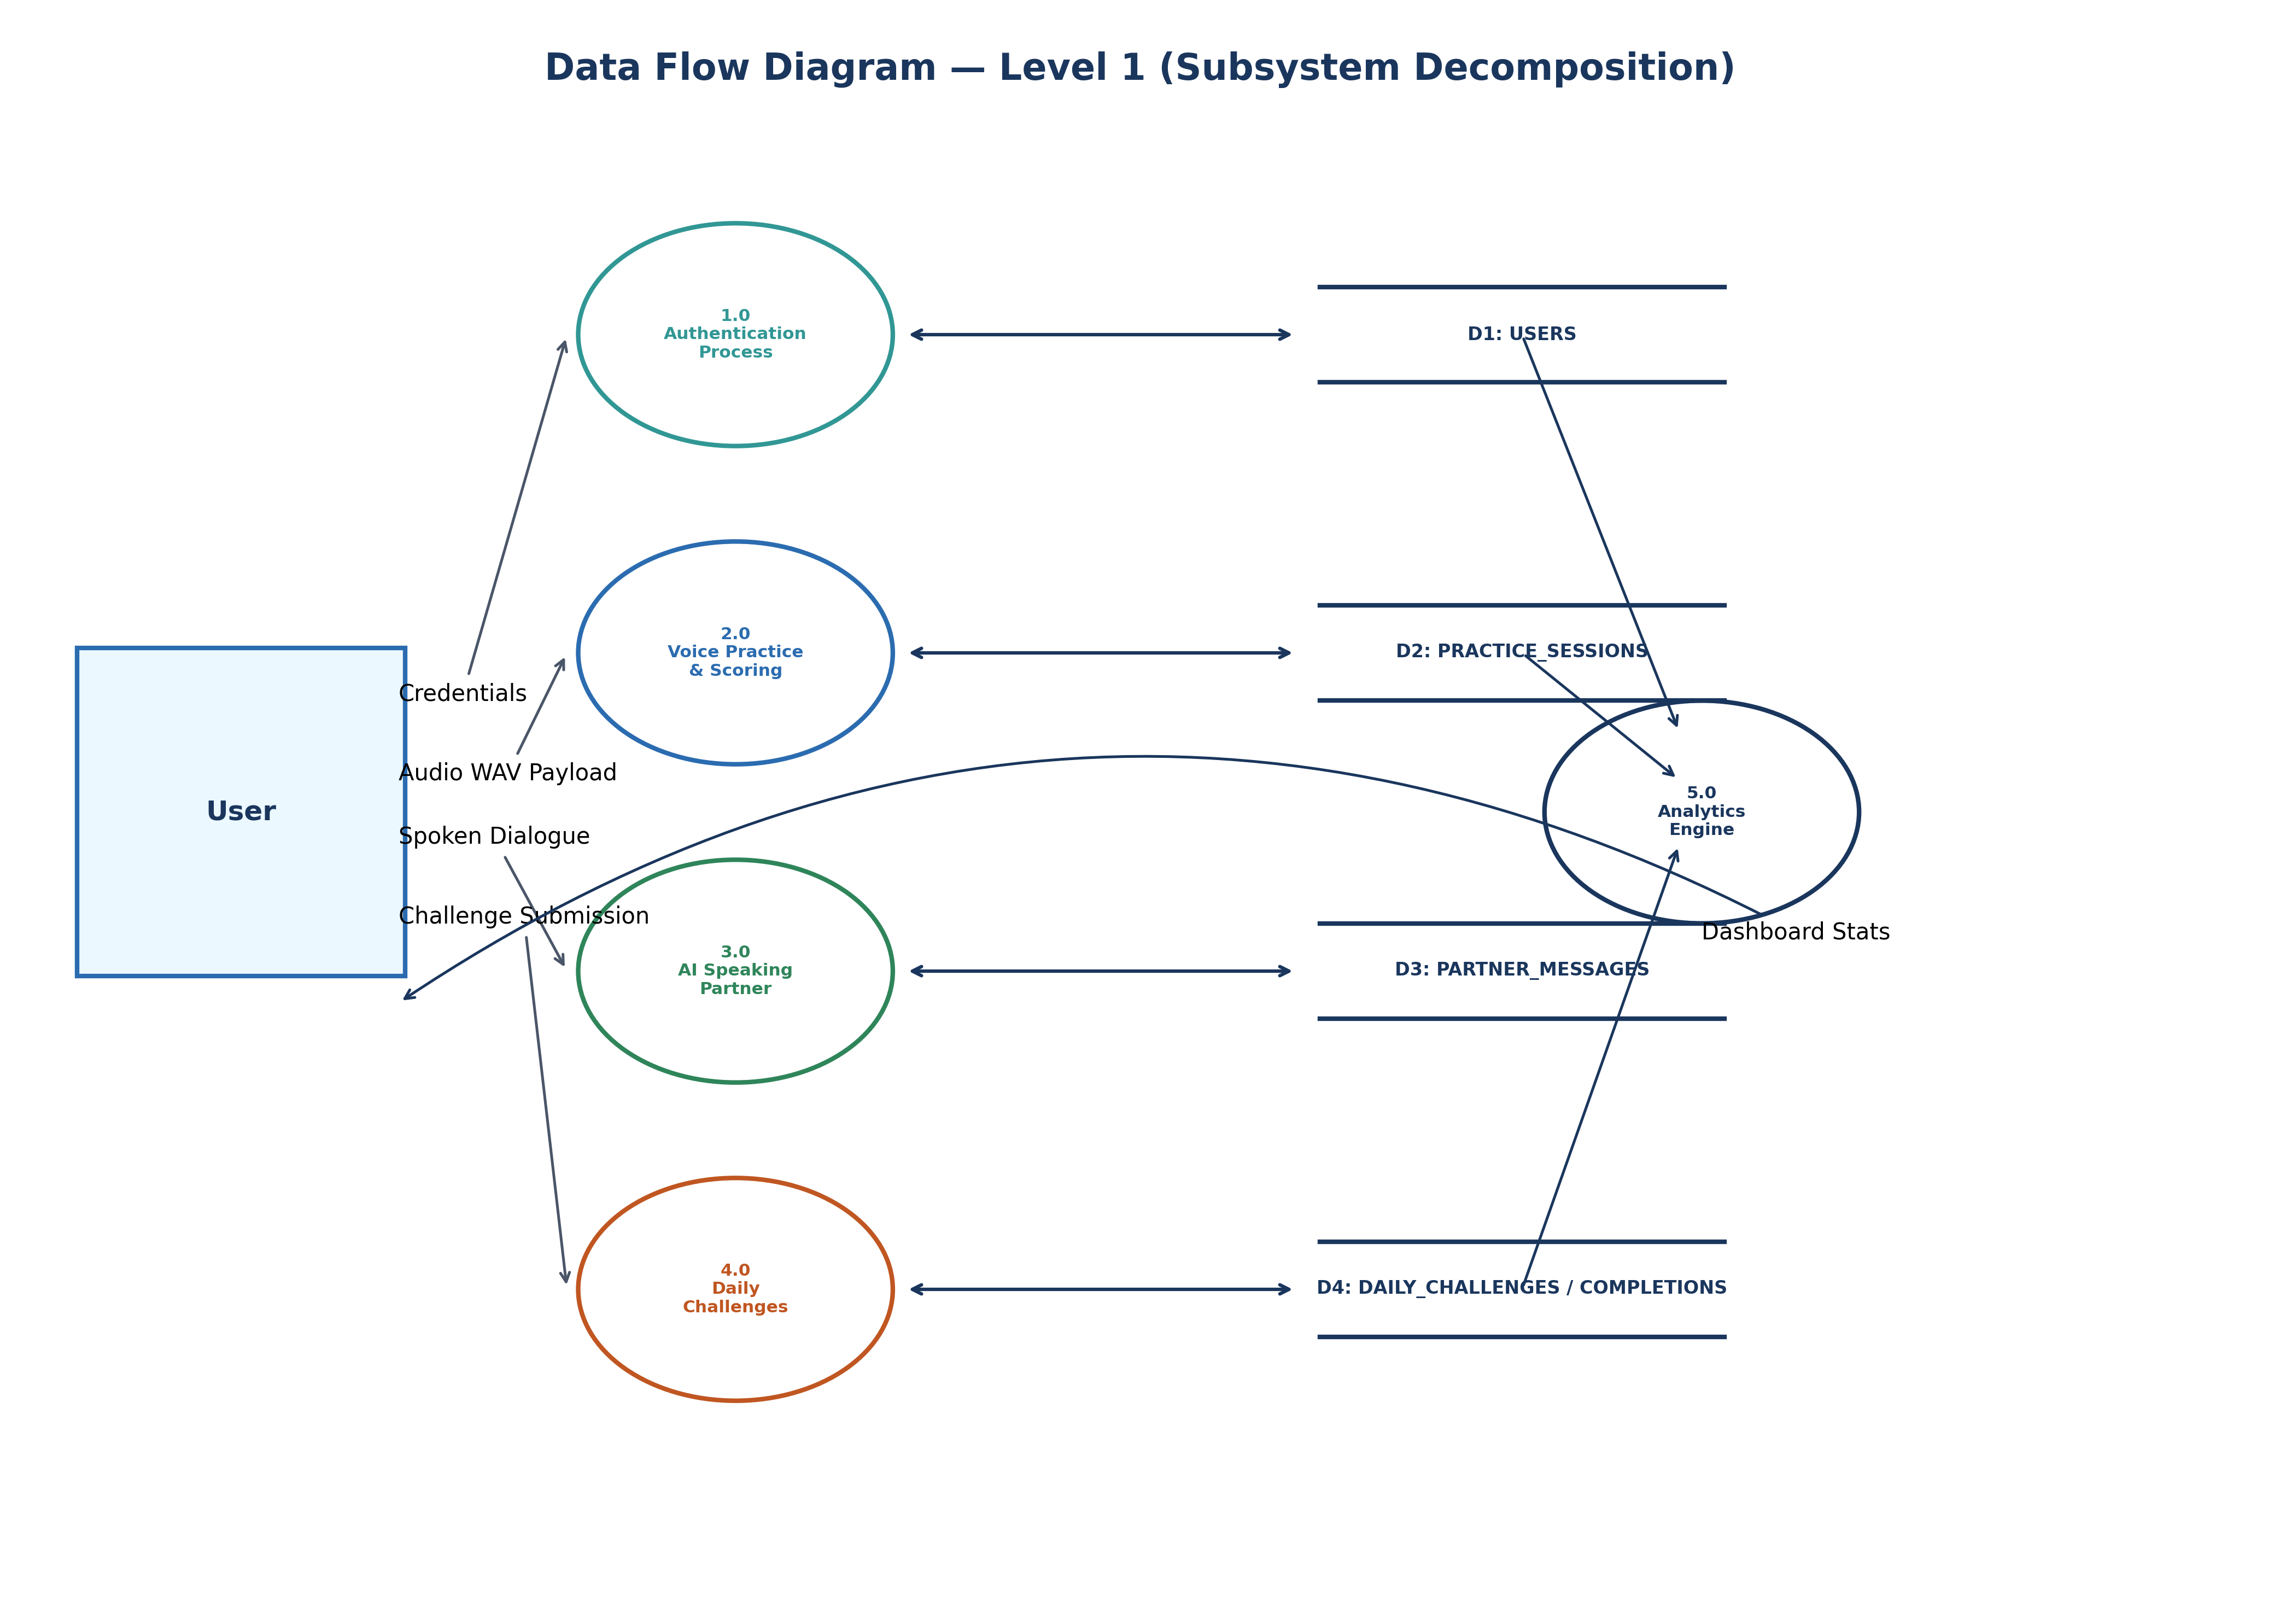 Data Flow Diagram — Level 1 (Subsystem Decomposition)
1.0
Authentication
Process
D1: USERS
2.0
Voice Practice
& Scoring
D2: PRACTICE_SESSIONS
Credentials
Audio WAV Payload
User
Spoken Dialogue
Challenge Submission
5.0
Analytics
Engine
Dashboard Stats
3.0
AI Speaking
Partner
D3: PARTNER_MESSAGES
4.0
Daily
Challenges
D4: DAILY_CHALLENGES / COMPLETIONS